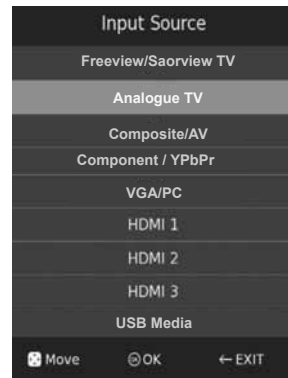 Input Source
Freeview/Saorview TV
Analogue TV
Composite/AV
Component / YPbPr
VGA/PC
HDMI 1
HDMI 2
HDMI 3
USB Media
Move OK ← EXIT